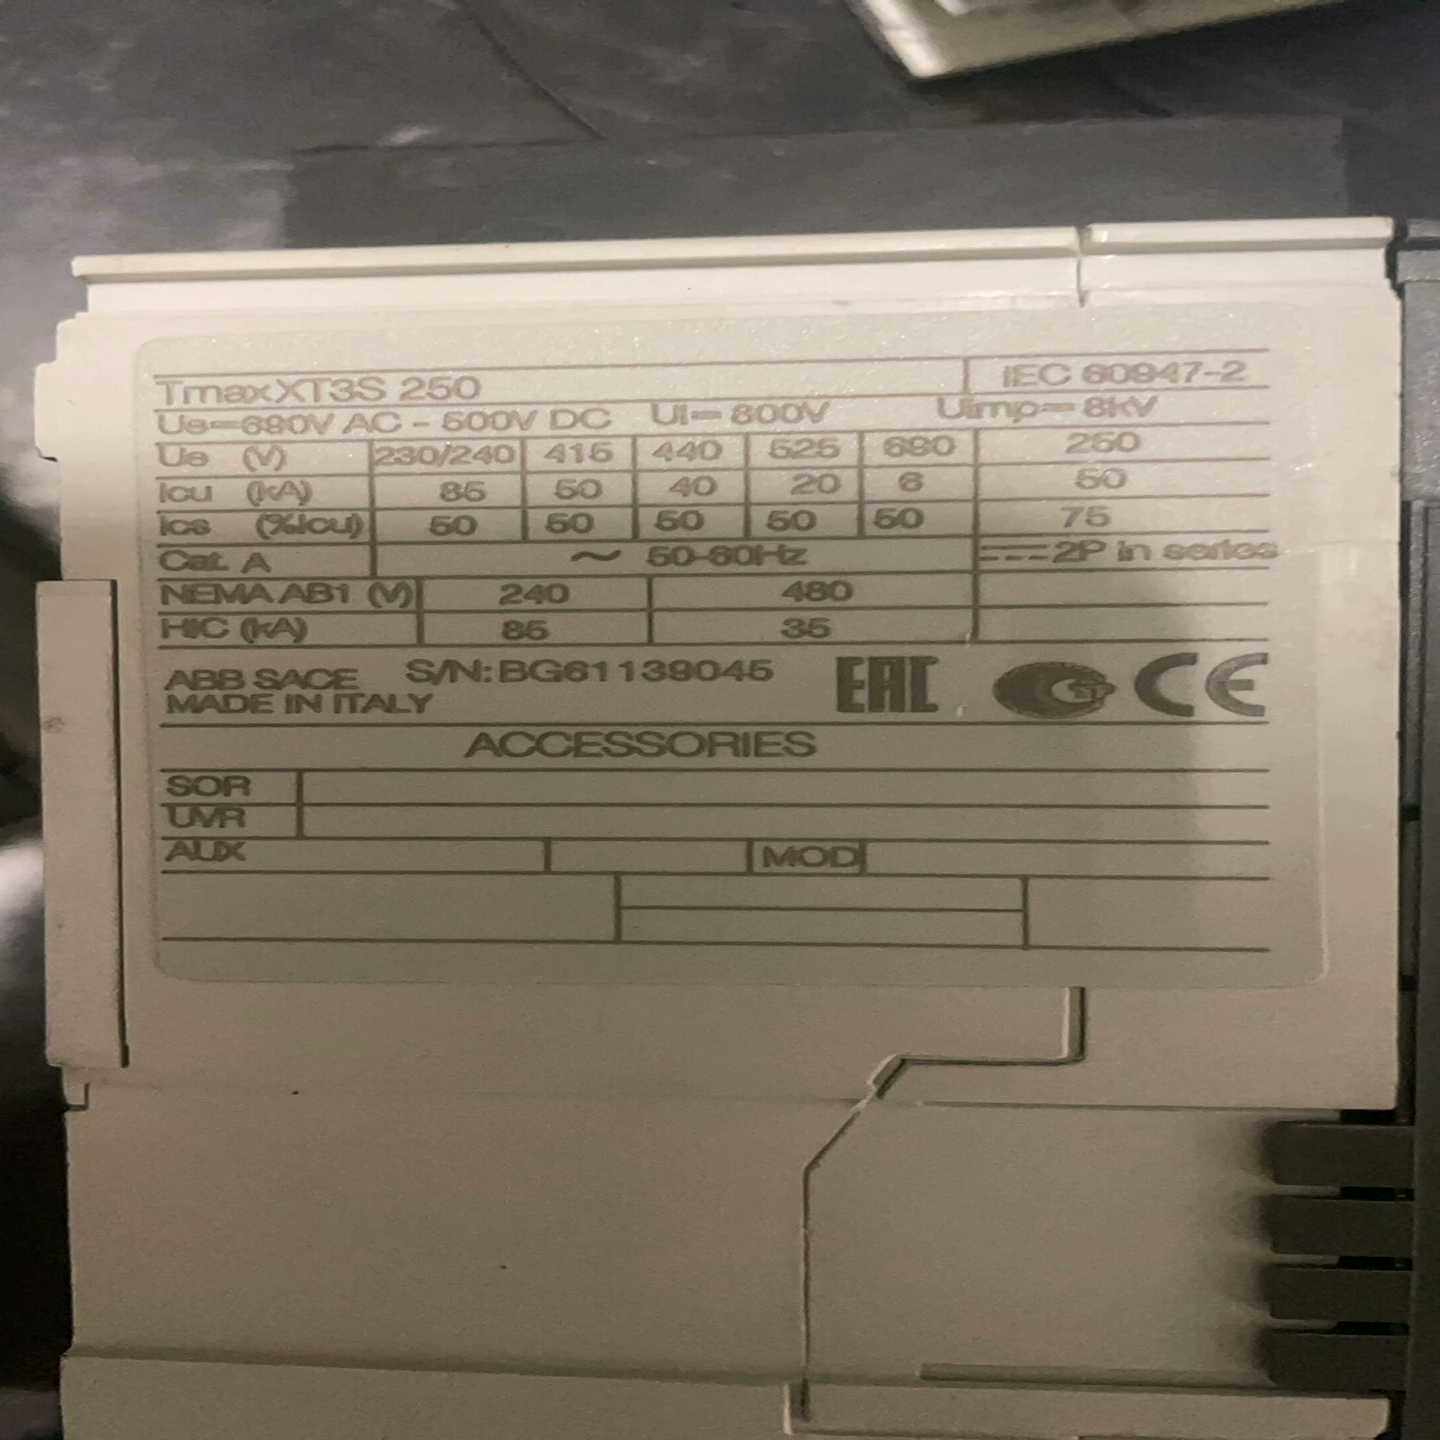 Tmax XT3S 250 IEC 60947-2
Ue=690V AC - 500V DC Ui=800V Uimp=8kV
Ue (V) 230/240 415 440 525 690 250
Icu (kA) 85 50 40 20 6 50
Ics (%Icu) 50 50 50 50 50 75
Cat. A ~ 50-60Hz 2P in series
NEMA AB1 (V) 240 480
HIC (kA) 85 35
ABB SACE S/N: BG61139045 EAC CE
MADE IN ITALY
ACCESSORIES
SOR
UVR
AUX MOD